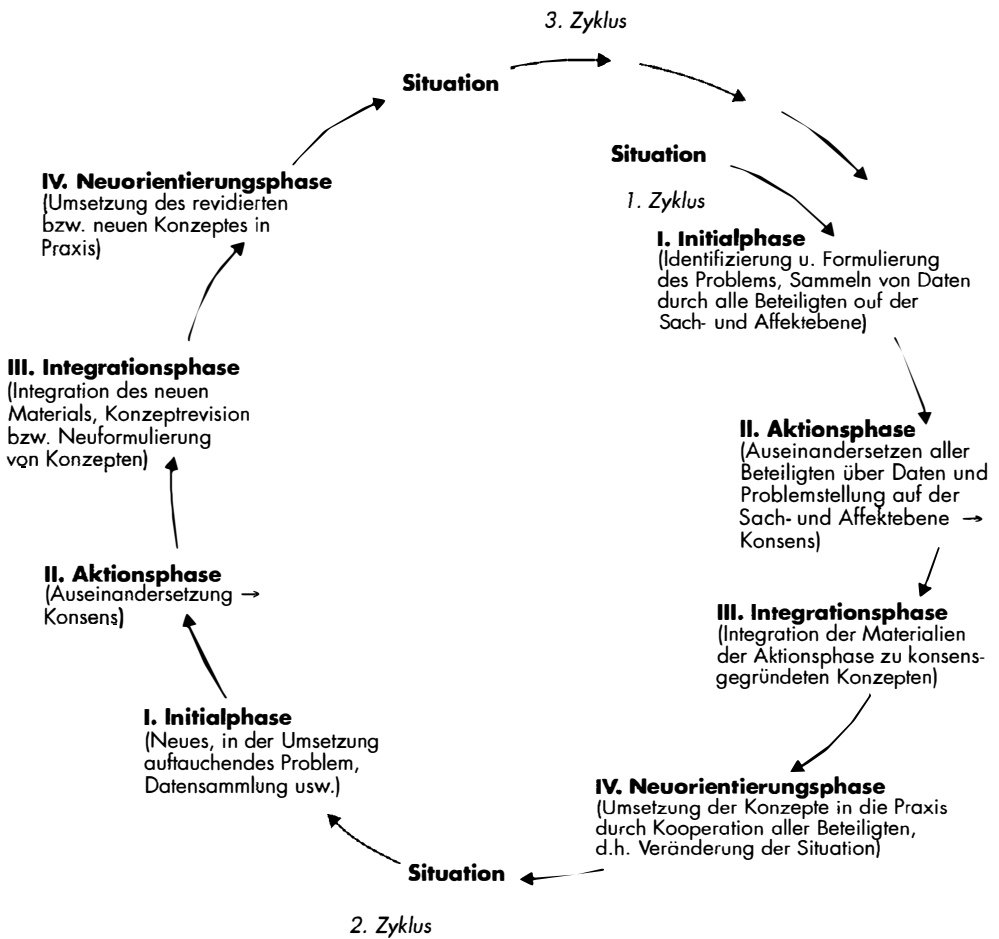 3. Zyklus
Situation
Situation
1. Zyklus
I. Initialphase
(Identifizierung u. Formulierung
des Problems, Sammeln von Daten
durch alle Beteiligten ouf der
Sach- und Affektebene)
II. Aktionsphase
(Auseinandersetzen aller
Beteiligten über Daten und
Problemstellung auf der
Sach- und Affektebene →
Konsens)
III. Integrationsphase
(Integration der Materialien
der Aktionsphase zu konsens-
gegründeten Konzepten)
IV. Neuorientierungsphase
(Umsetzung der Konzepte in die Praxis
durch Kooperation aller Beteiligten,
d.h. Veränderung der Situation)
Situation
2. Zyklus
I. Initialphase
(Neues, in der Umsetzung
auftauchendes Problem,
Datensammlung usw.)
II. Aktionsphase
(Auseinandersetzung →
Konsens)
III. Integrationsphase
(Integration des neuen
Materials, Konzeptrevision
bzw. Neuformulierung
von Konzepten)
IV. Neuorientierungsphase
(Umsetzung des revidierten
bzw. neuen Konzeptes in
Praxis)